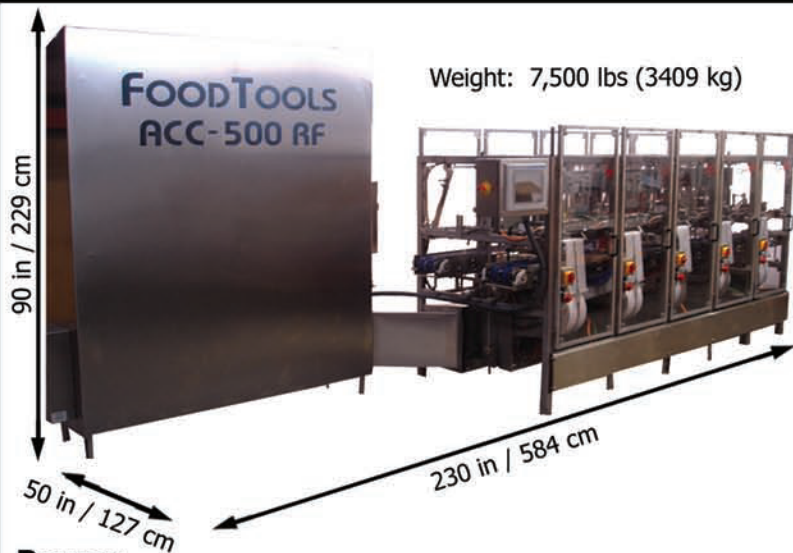 FOODTOOLS
ACC-500 RF
Weight: 7,500 lbs (3409 kg)
90 in / 229 cm
230 in / 584 cm
50 in / 127 cm